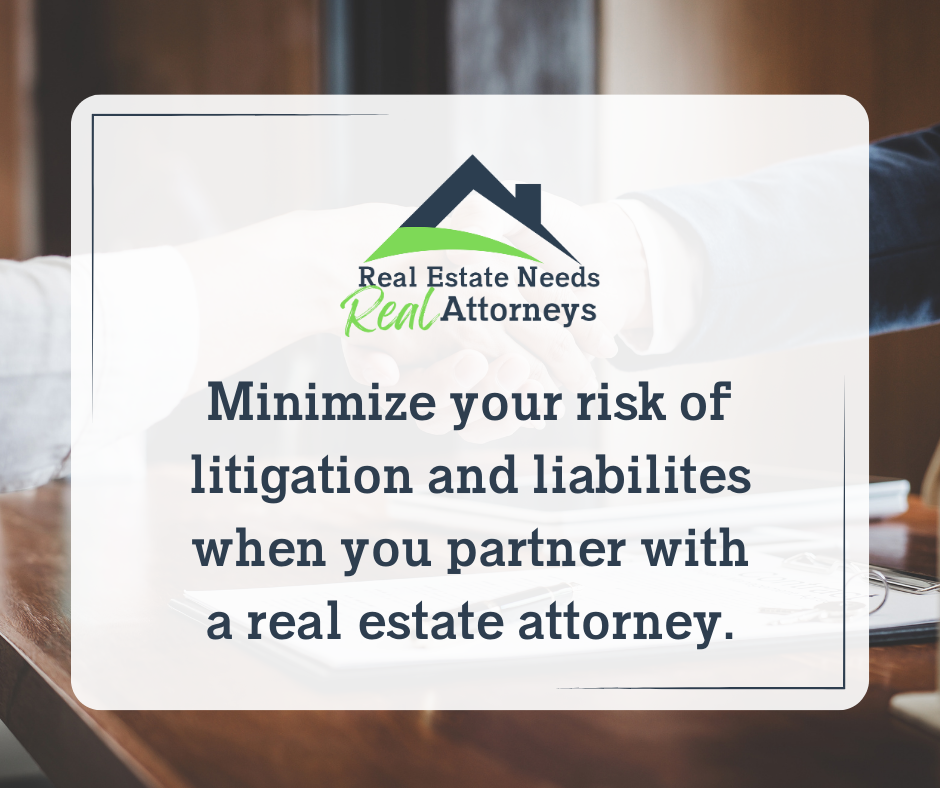 Real Estate Needs
Real Attorneys
Minimize your risk of
litigation and liabilites
when you partner with
a real estate attorney.